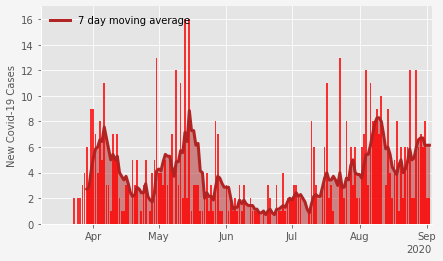 7 day moving average
New Covid-19 Cases
16
14
12
10
8
6
4
2
0
Apr
May
Jun
Jul
Aug
Sep
2020